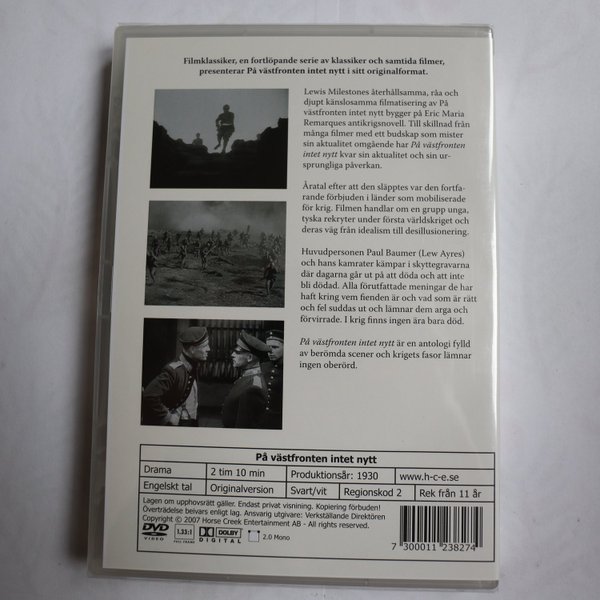 Filmklassiker, en fortlöpande serie av klassiker och samtida filmer,
presenterar På västfronten intet nytt i sitt originalformat.
Lewis Milestones återhållsamma, råa och
djupt känslosamma filmatisering av På
västfronten intet nytt bygger på Eric Maria
Remarques antikrigsnovell. Till skillnad från
många filmer med ett budskap som mister
sin aktualitet omgående har På västfronten
intet nytt kvar sin aktualitet och sin ur-
sprungliga påverkan.
Åratal efter att den släpptes var den fortfa-
rande förbjuden i länder som mobiliserade
för krig. Filmen handlar om en grupp unga,
tyska rekryter under första världskriget och
deras väg från idealism till desillusionering.
Huvudpersonen Paul Baumer (Lew Ayres)
och hans kamrater kämpar i skyttegravarna
där dagarna går ut på att döda och att inte
bli dödad. Alla förutfattade meningar de har
haft kring vem fienden är och vad som är rätt
och fel suddas ut och lämnar dem arga och
förvirrade. I krig finns ingen ära bara död.
På västfronten intet nytt är en antologi fylld
av berömda scener och krigets fasor lämnar
ingen oberörd.
På västfronten intet nytt
Drama 2 tim 10 min Produktionsår: 1930 www.h-c-e.se
Engelskt tal Originalversion Svart/vit Regionskod 2 Rek från 11 år
Lagen om upphovsrätt gäller. Endast privat visninng. Kopiering förbuden!
Överträdelse beivars enligt lag. Ansvarig utgivare: Verkställande Direktören
Copyright © 2007 Horse Creek Entertainment AB - All rights reserved.
DVD VIDEO 1.33:1 FULL FRAME DOLBY DIGITAL 2.0 Mono
7 300011 238274